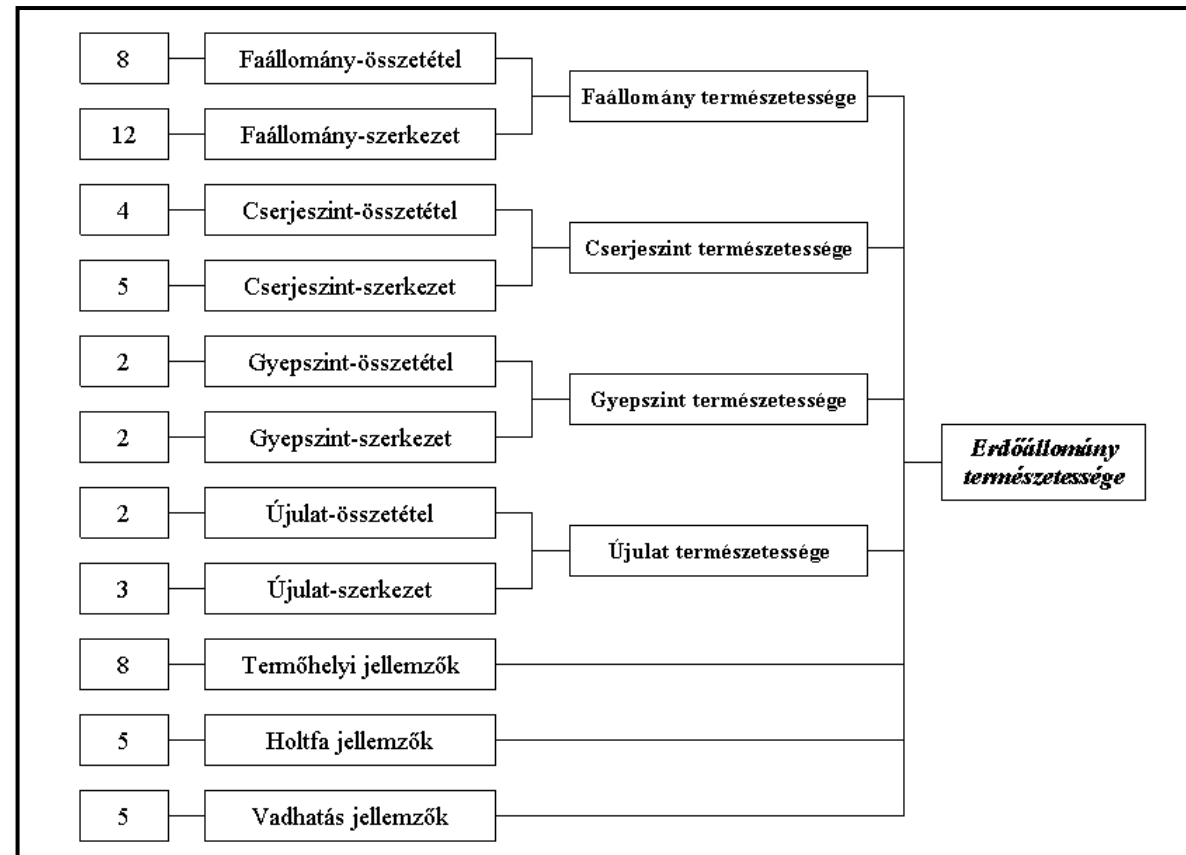 8
Faállomány-összetétel
Faállomány természetessége
12
Faállomány-szerkezet
4
Cserjeszint-összetétel
Cserjeszint természetessége
5
Cserjeszint-szerkezet
2
Gyepszint-összetétel
Gyepszint természetessége
2
Gyepszint-szerkezet
Erdőállomány
természetessége
2
Újulat-összetétel
Újulat természetessége
3
Újulat-szerkezet
8
Termőhelyi jellemzők
5
Holtfa jellemzők
5
Vadhatás jellemzők